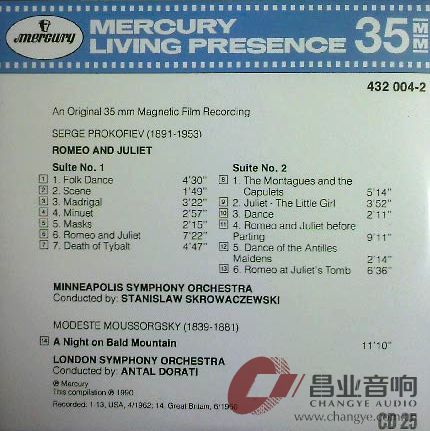 mercury
MERCURY
LIVING PRESENCE
35 MM
432 004-2
An Original 35 mm Magnetic Film Recording
SERGE PROKOFIEV (1891-1953)
ROMEO AND JULIET
Suite No. 1
1 1. Folk Dance 4'30"
2 2. Scene 1'49"
3 3. Madrigal 3'22"
4 4. Minuet 2'57"
5 5. Masks 2'15"
6 6. Romeo and Juliet 7'22"
7 7. Death of Tybalt 4'47"
Suite No. 2
8 1. The Montagues and the
Capulets 5'14"
9 2. Juliet - The Little Girl 3'52"
10 3. Dance 2'11"
11 4. Romeo and Juliet before
Parting 9'11"
12 5. Dance of the Antilles
Maidens 2'14"
13 6. Romeo at Juliet's Tomb 6'36"
MINNEAPOLIS SYMPHONY ORCHESTRA
Conducted by: STANISLAW SKROWACZEWSKI
MODESTE MOUSSORGSKY (1839-1881)
14 A Night on Bald Mountain 11'10"
LONDON SYMPHONY ORCHESTRA
Conducted by: ANTAL DORATI
℗ Mercury
This compilation ℗ 1990
Recorded: 1-13, USA, 4/1962; 14, Great Britain, 6/1960
CD 25
昌业音响
CHANGYE AUDIO
www.changye.com